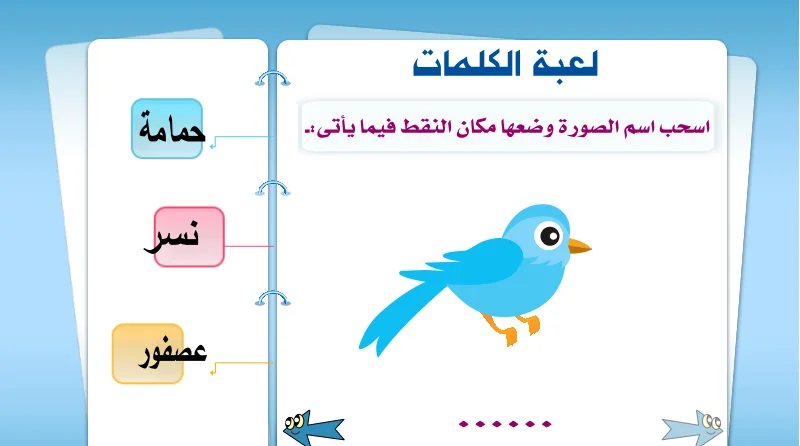 لعبة الكلمات
اسحب اسم الصورة وضعها مكان النقط فيما يأتى :ـ
حمامة
نسر
عصفور